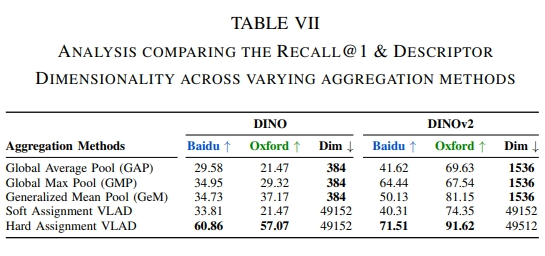 TABLE VII
ANALYSIS COMPARING THE RECALL@1 & DESCRIPTOR
DIMENSIONALITY ACROSS VARYING AGGREGATION METHODS
DINO DINOv2
Aggregation Methods Baidu ↑ Oxford ↑ Dim ↓ Baidu ↑ Oxford ↑ Dim ↓
Global Average Pool (GAP) 29.58 21.47 384 41.62 69.63 1536
Global Max Pool (GMP) 34.95 29.32 384 64.44 67.54 1536
Generalized Mean Pool (GeM) 34.73 37.17 384 50.13 81.15 1536
Soft Assignment VLAD 33.81 21.47 49152 40.31 74.35 49152
Hard Assignment VLAD 60.86 57.07 49152 71.51 91.62 49512